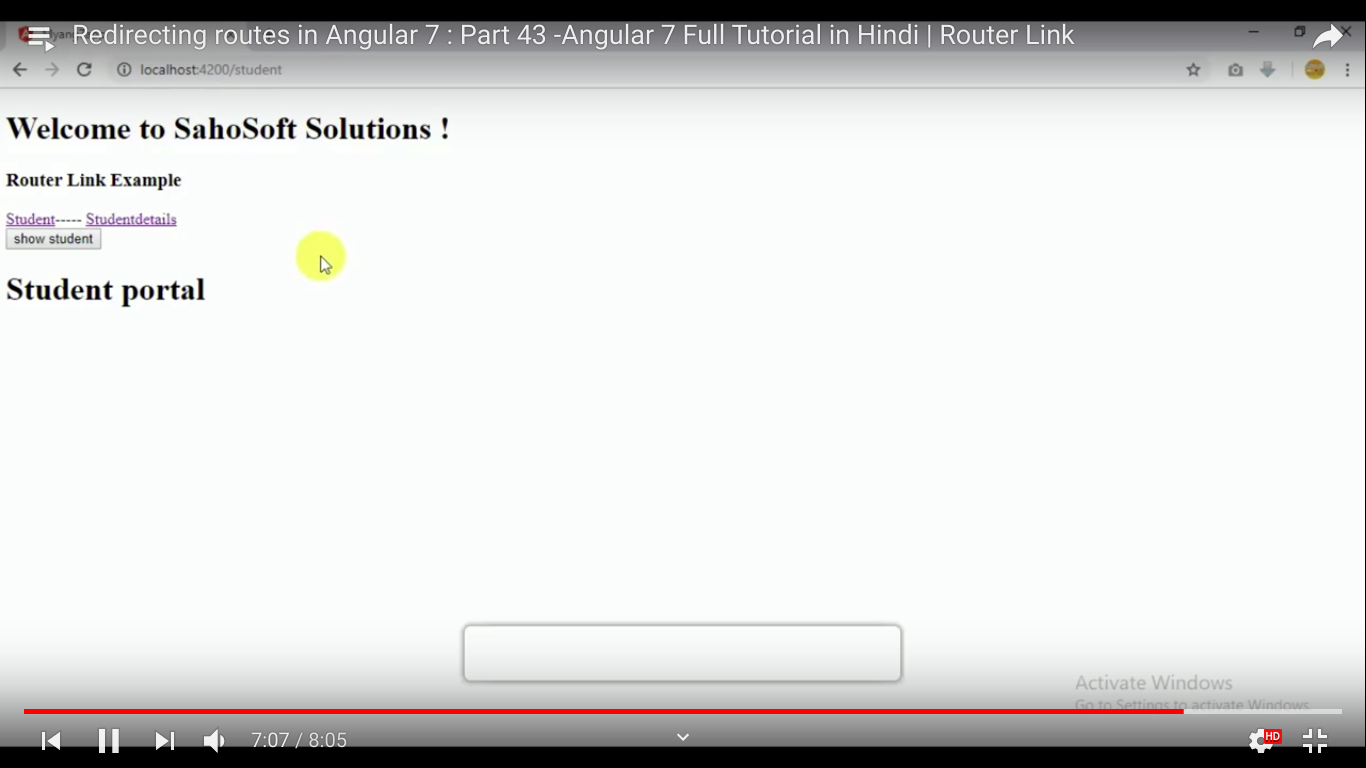 Redirecting routes in Angular 7 : Part 43 -Angular 7 Full Tutorial in Hindi | Router Link
localhost:4200/student
Welcome to SahoSoft Solutions !
Router Link Example
Student----- Studentdetails
show student
Student portal
Activate Windows
Go to Settings to activate Windows.
7:07 / 8:05
HD